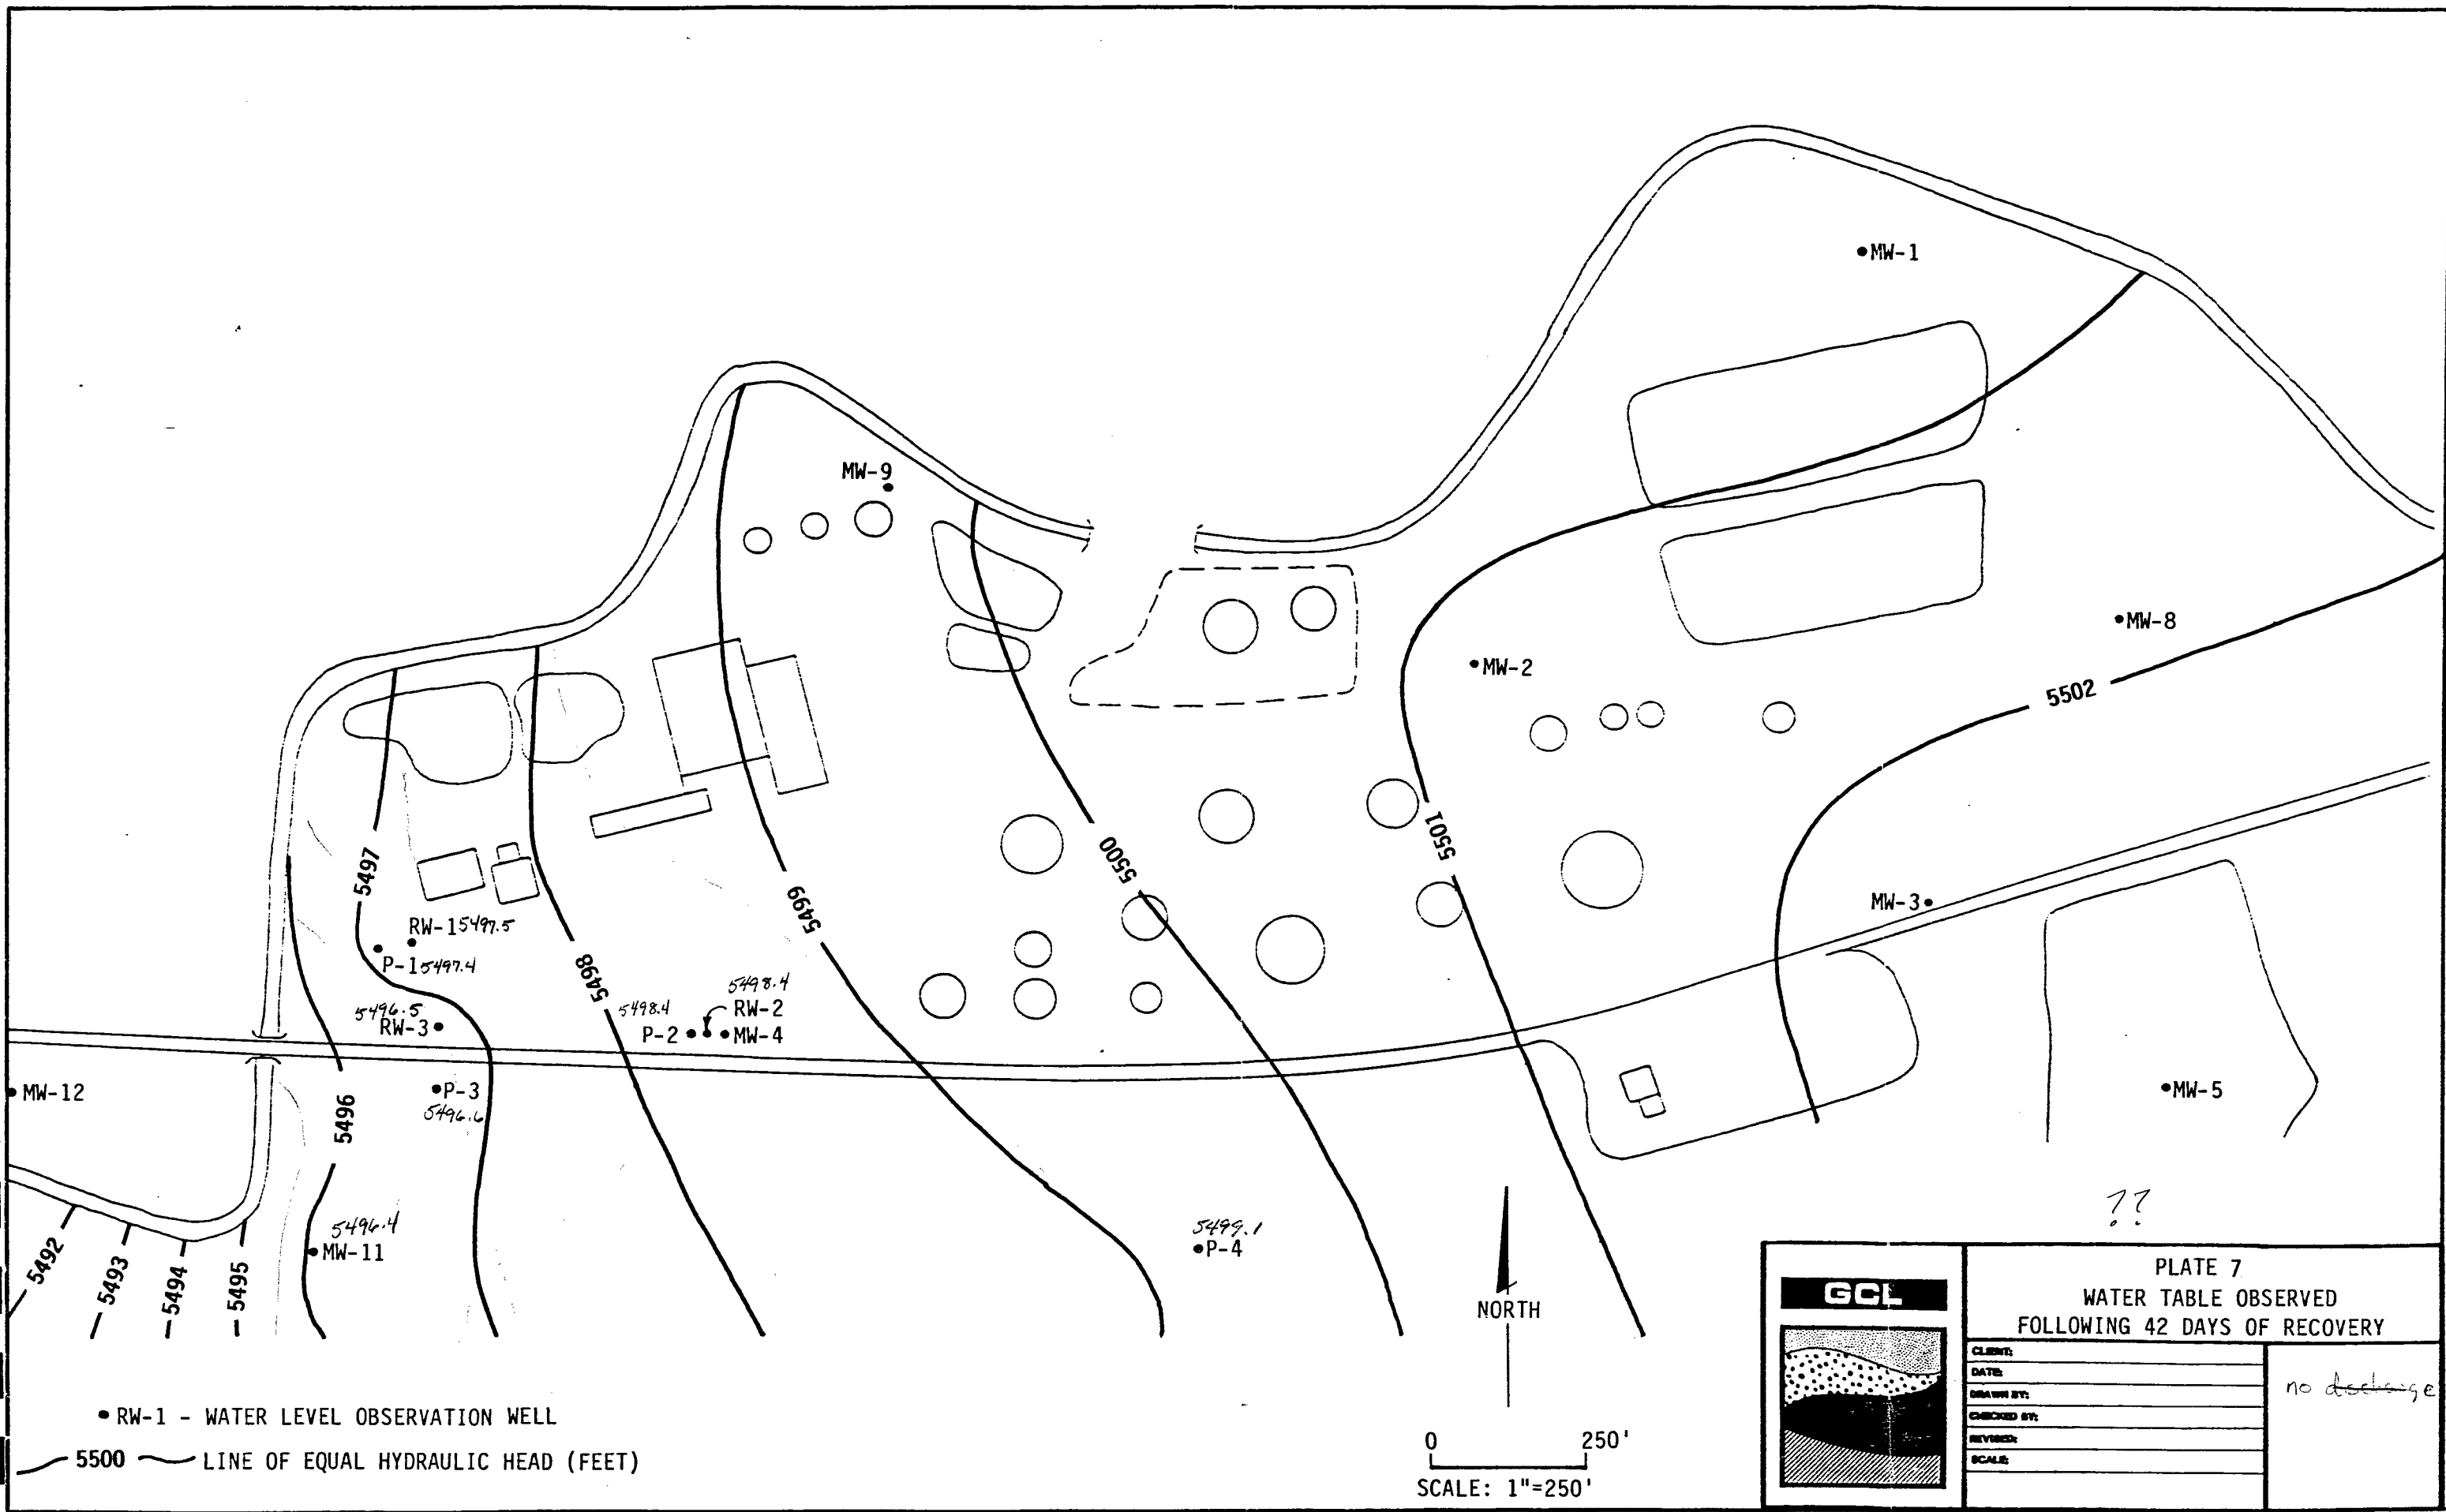 MW-1
MW-9
MW-8
MW-2
5502
5497
5501
5500
5499
MW-3
RW-1 5497.5
P-1 5497.4
5498
5496.5
RW-3
5498.4
5498.4
RW-2
P-2
MW-4
MW-12
P-3
5496.6
5496
MW-5
5496.4
MW-11
5499.1
P-4
??
5492
5493
5494
5495
NORTH
GCL
PLATE 7
WATER TABLE OBSERVED
FOLLOWING 42 DAYS OF RECOVERY
CLIENT:
DATE:
DRAWN BY:
CHECKED BY:
REVISED:
SCALE:
no
RW-1 - WATER LEVEL OBSERVATION WELL
5500 LINE OF EQUAL HYDRAULIC HEAD (FEET)
0 250'
SCALE: 1"=250'